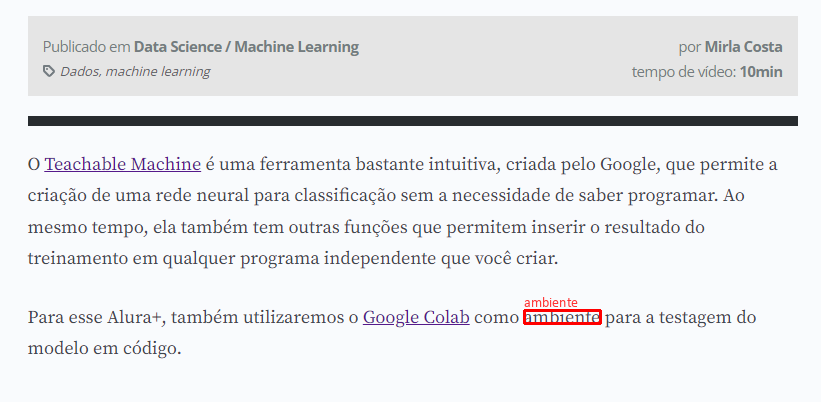 Publicado em Data Science / Machine Learning
por Mirla Costa
Dados, machine learning
tempo de vídeo: 10min
O Teachable Machine é uma ferramenta bastante intuitiva, criada pelo Google, que permite a
criação de uma rede neural para classificação sem a necessidade de saber programar. Ao
mesmo tempo, ela também tem outras funções que permitem inserir o resultado do
treinamento em qualquer programa independente que você criar.
ambiente
Para esse Alura+, também utilizaremos o Google Colab como ambiente para a testagem do
modelo em código.